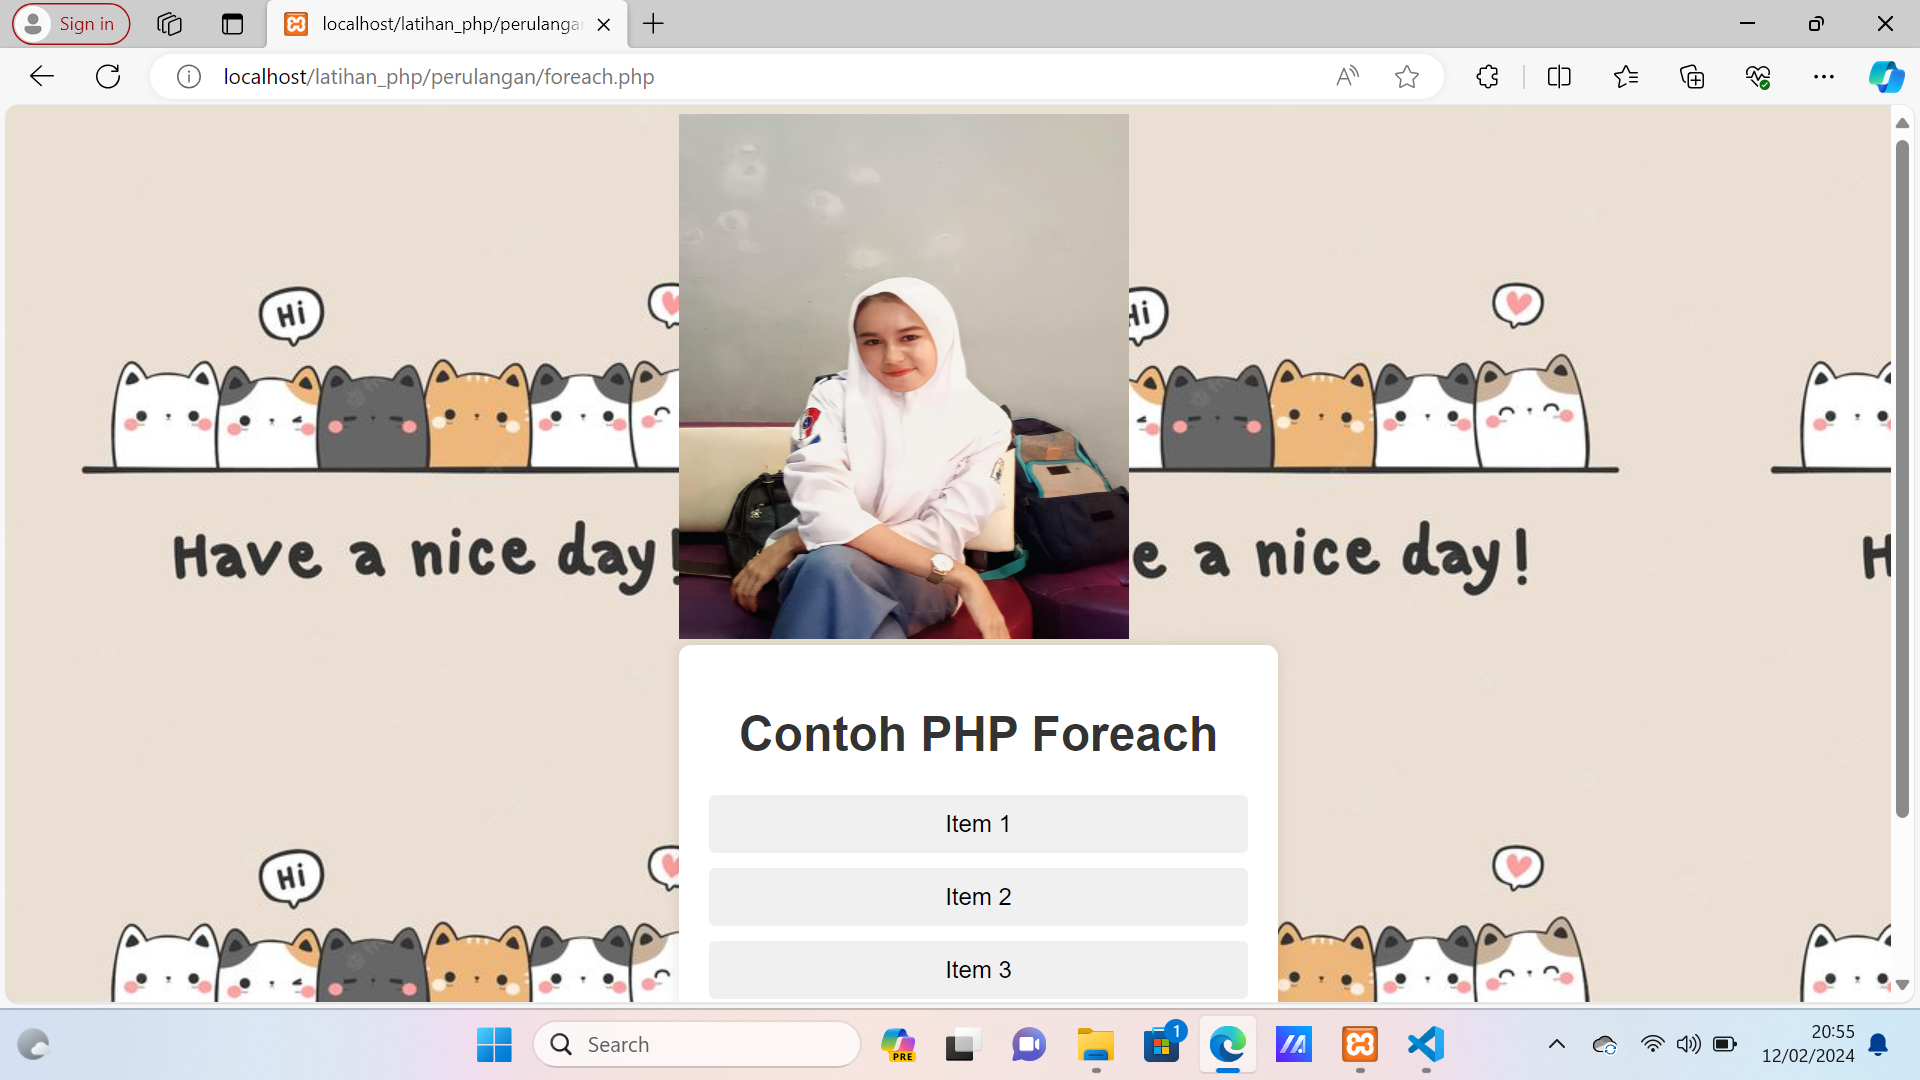 Sign in
localhost/latihan_php/perulangan
localhost/latihan_php/perulangan/foreach.php
Hi
Hi
Have a nice day!
e a nice day!
H
Contoh PHP Foreach
Item 1
Item 2
Item 3
Hi
Search
PRE
1
20:55
12/02/2024